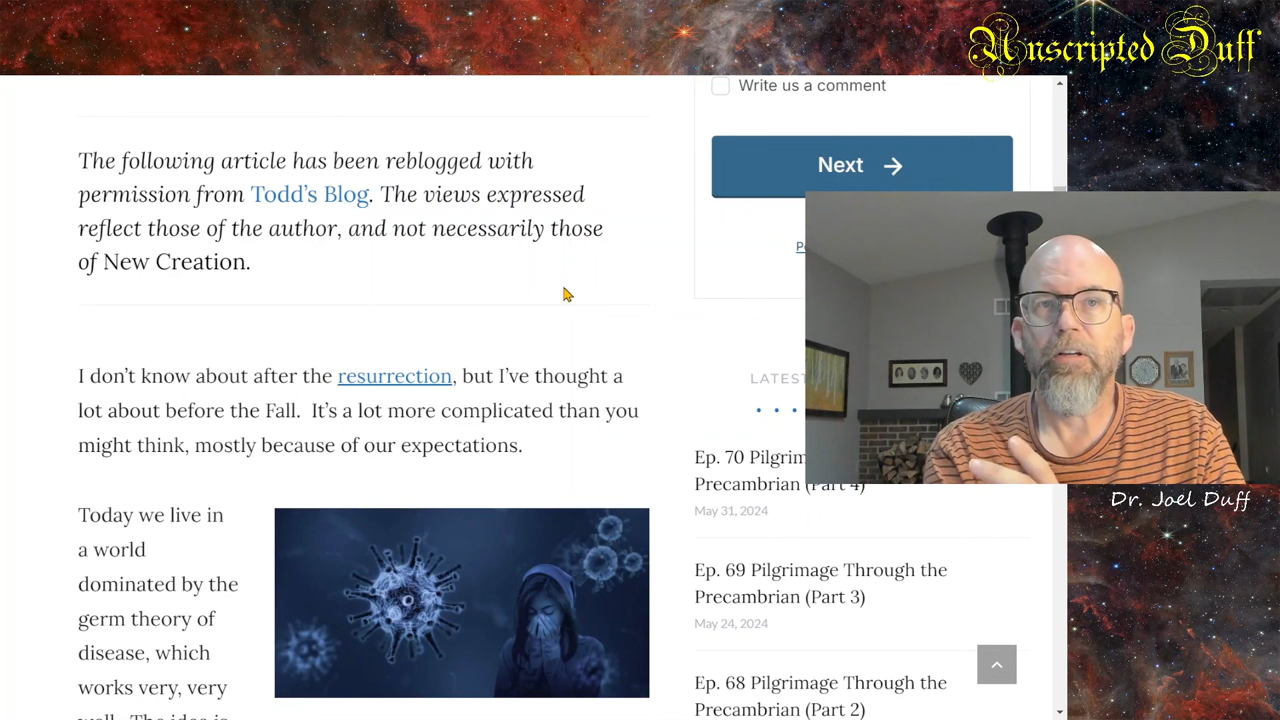 Unscripted Duff
Write us a comment
Next
The following article has been reblogged with
permission from Todd's Blog. The views expressed
reflect those of the author, and not necessarily those
of New Creation.
I don't know about after the resurrection, but I've thought a
lot about before the Fall.  It's a lot more complicated than you
might think, mostly because of our expectations.
Today we live in
a world
dominated by the
germ theory of
disease, which
works very, very
well. The idea is
LATEST
Ep. 70 Pilgrim
Precambrian (Part 4)
May 31, 2024
Ep. 69 Pilgrimage Through the
Precambrian (Part 3)
May 24, 2024
Ep. 68 Pilgrimage Through the
Precambrian (Part 2)
Dr. Joel Duff